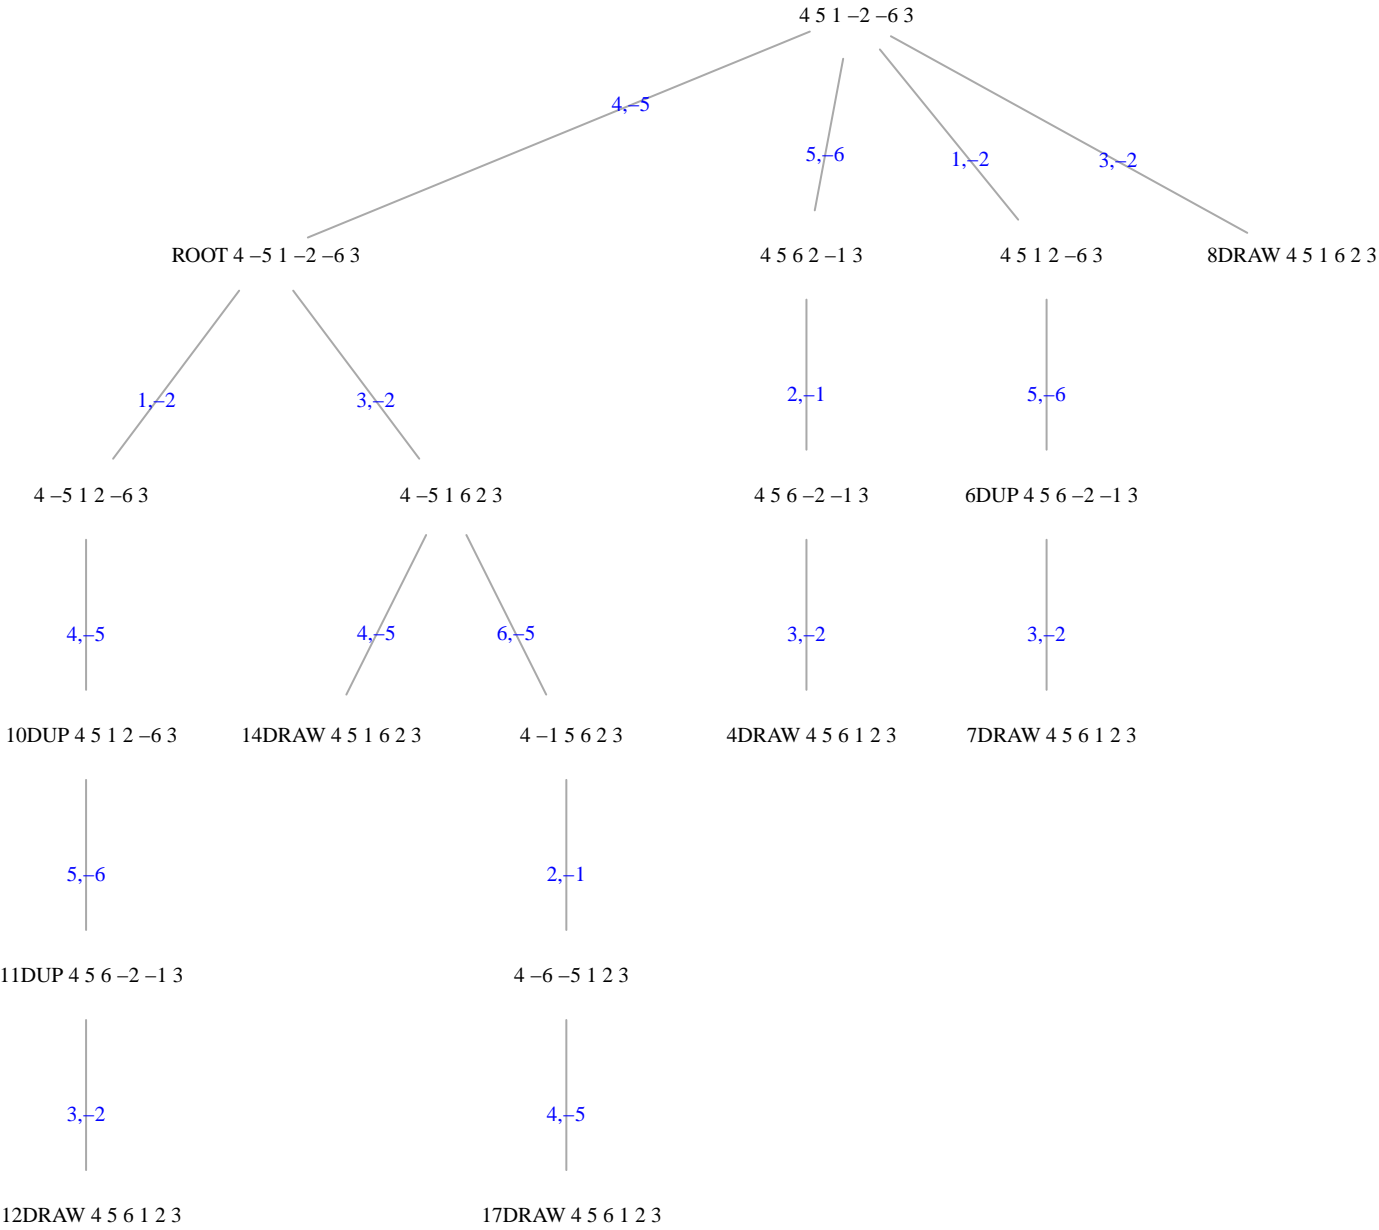 4 5 1 –2 –6 3
4,–5
5,–6
1,–2
3,–2
ROOT 4 –5 1 –2 –6 3
4 5 6 2 –1 3
4 5 1 2 –6 3
8DRAW 4 5 1 6 2 3
1,–2
3,–2
2,–1
5,–6
4 –5 1 2 –6 3
4 –5 1 6 2 3
4 5 6 –2 –1 3
6DUP 4 5 6 –2 –1 3
4,–5
4,–5
6,–5
3,–2
3,–2
10DUP 4 5 1 2 –6 3
14DRAW 4 5 1 6 2 3
4 –1 5 6 2 3
4DRAW 4 5 6 1 2 3
7DRAW 4 5 6 1 2 3
5,–6
2,–1
11DUP 4 5 6 –2 –1 3
4 –6 –5 1 2 3
3,–2
4,–5
12DRAW 4 5 6 1 2 3
17DRAW 4 5 6 1 2 3